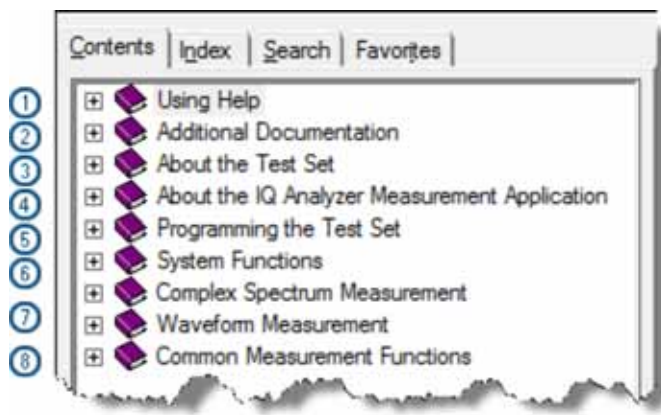 Contents Index Search Favorites
1 Using Help
2 Additional Documentation
3 About the Test Set
4 About the IQ Analyzer Measurement Application
5 Programming the Test Set
6 System Functions
Complex Spectrum Measurement
7 Waveform Measurement
8 Common Measurement Functions